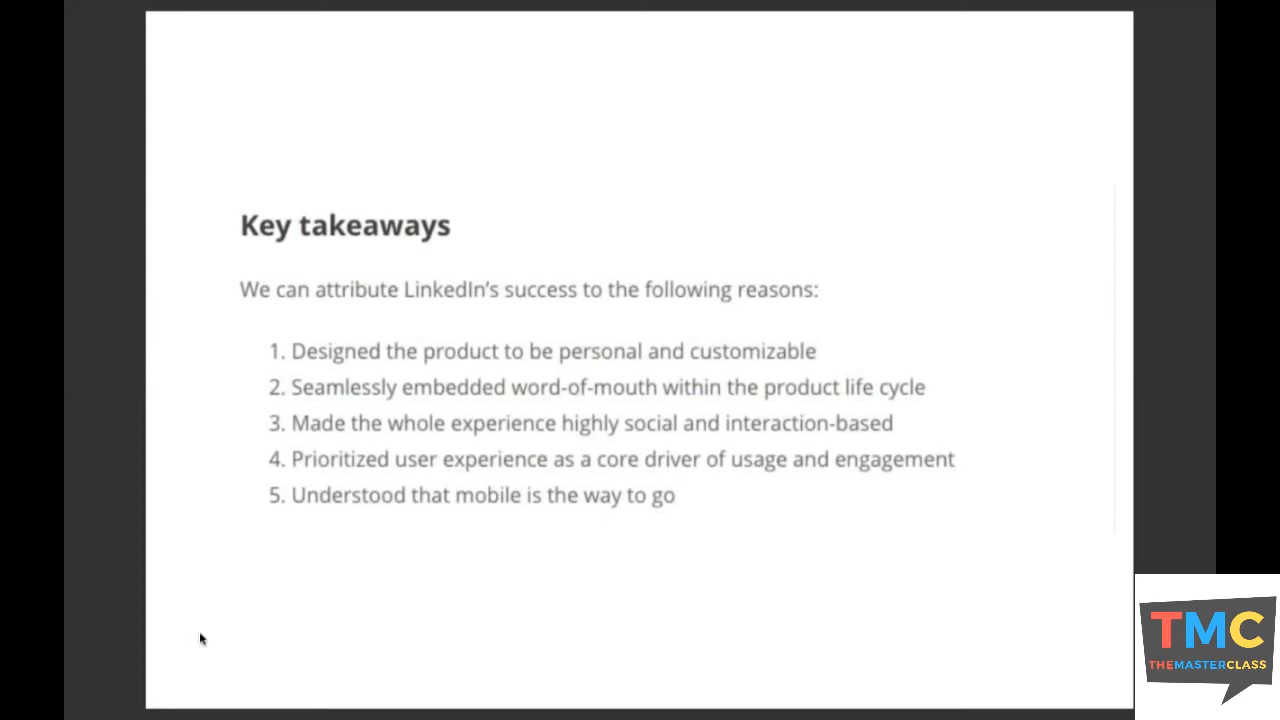 Key takeaways
We can attribute LinkedIn’s success to the following reasons:
1. Designed the product to be personal and customizable
2. Seamlessly embedded word-of-mouth within the product life cycle
3. Made the whole experience highly social and interaction-based
4. Prioritized user experience as a core driver of usage and engagement
5. Understood that mobile is the way to go
TMC
THEMASTERCLASS